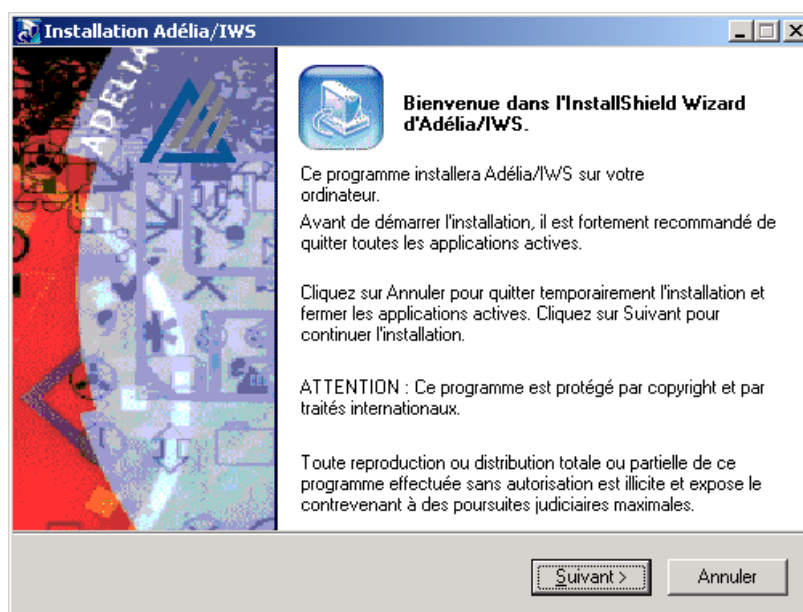 Installation Adélia/IWS
ADELIA
Bienvenue dans l'InstallShield Wizard
d'Adélia/IWS.
Ce programme installera Adélia/IWS sur votre
ordinateur.
Avant de démarrer l'installation, il est fortement recommandé de
quitter toutes les applications actives.
Cliquez sur Annuler pour quitter temporairement l'installation et
fermer les applications actives. Cliquez sur Suivant pour
continuer l'installation.
ATTENTION : Ce programme est protégé par copyright et par
traités internationaux.
Toute reproduction ou distribution totale ou partielle de ce
programme effectuée sans autorisation est illicite et expose le
contrevenant à des poursuites judiciaires maximales.
Suivant > Annuler